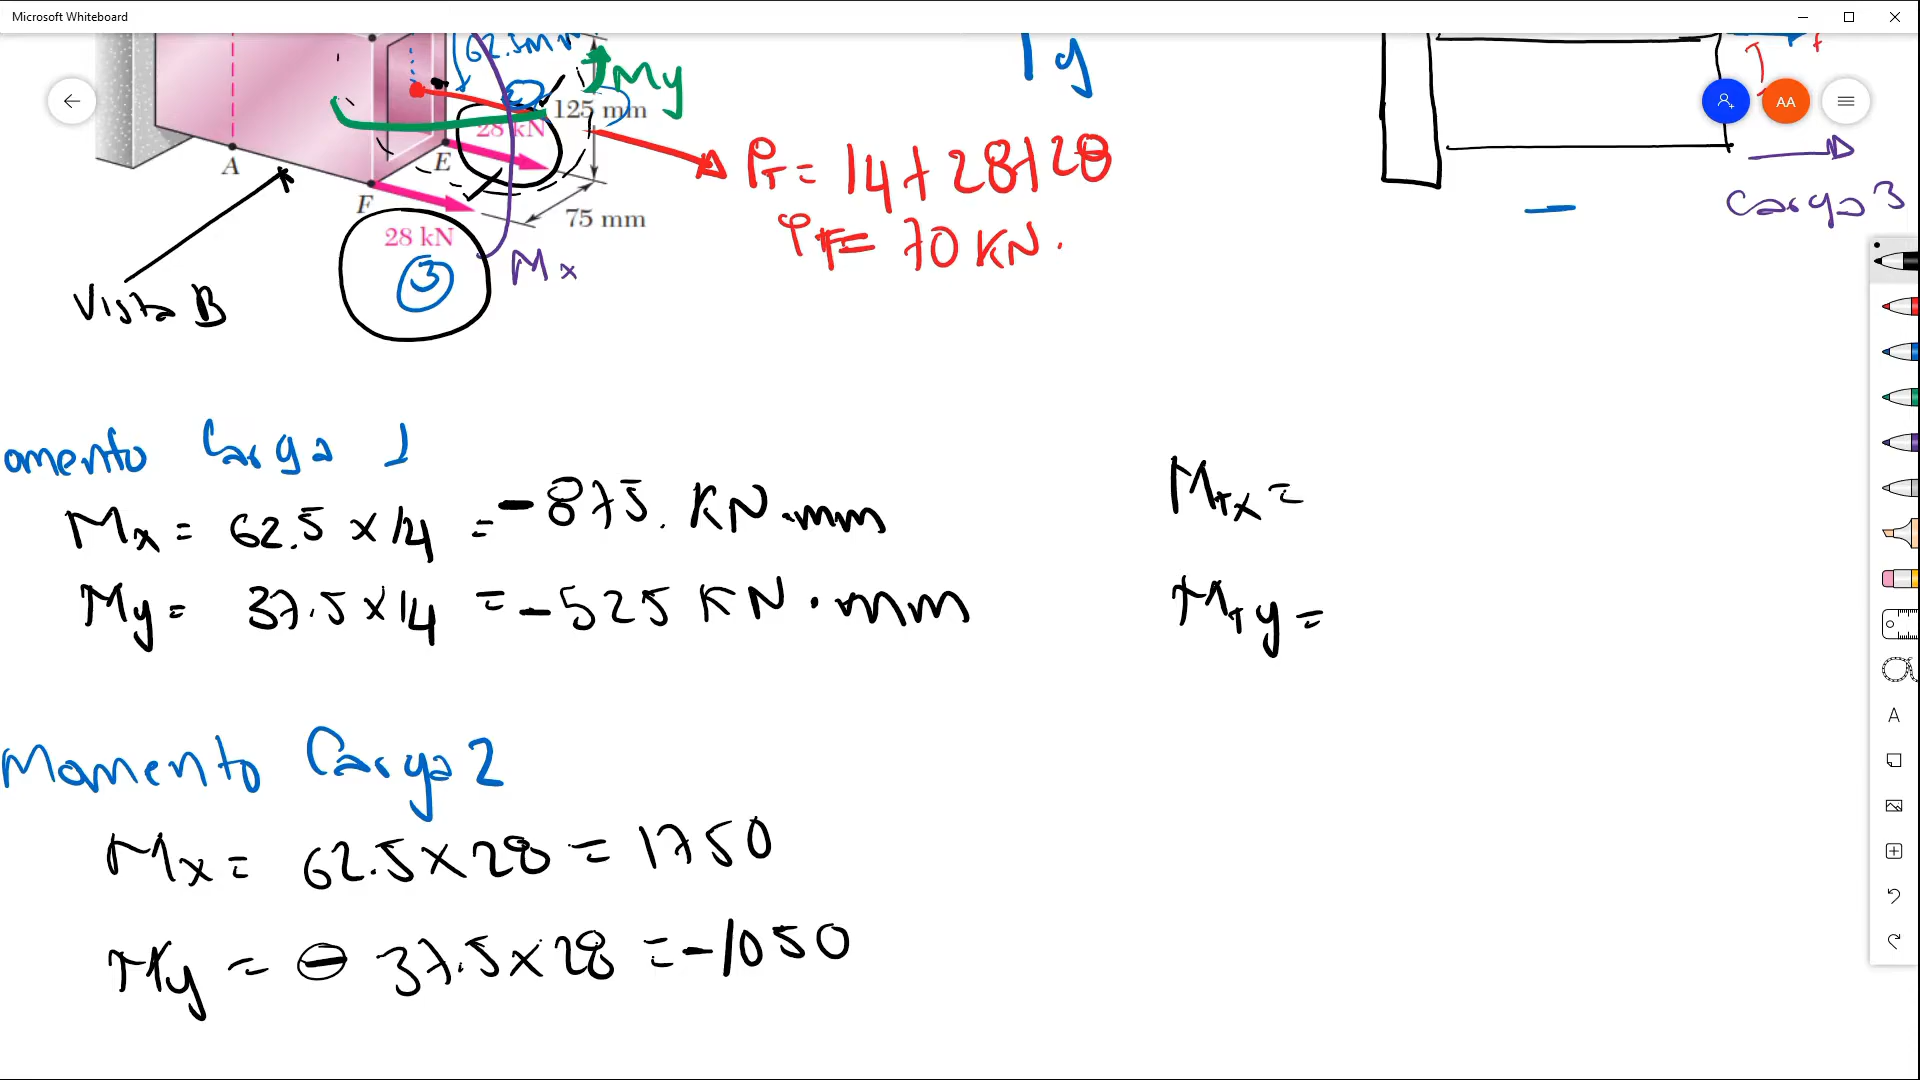 Microsoft Whiteboard
My
y
125 mm
28 kN
AA
A
E
F
75 mm
28 kN
3
Mx
PT = 14+28+28
PT = 70 KN.
Carga 3
Vista B
omento Carga 1
Mx = 62.5 x 14 = -875. KN.mm
My = 37.5 x 14 = -525 KN.mm
MTx =
MTy =
Momento Carga 2
Mx = 62.5 x 28 = 1750
My = - 37.5 x 28 = -1050
A